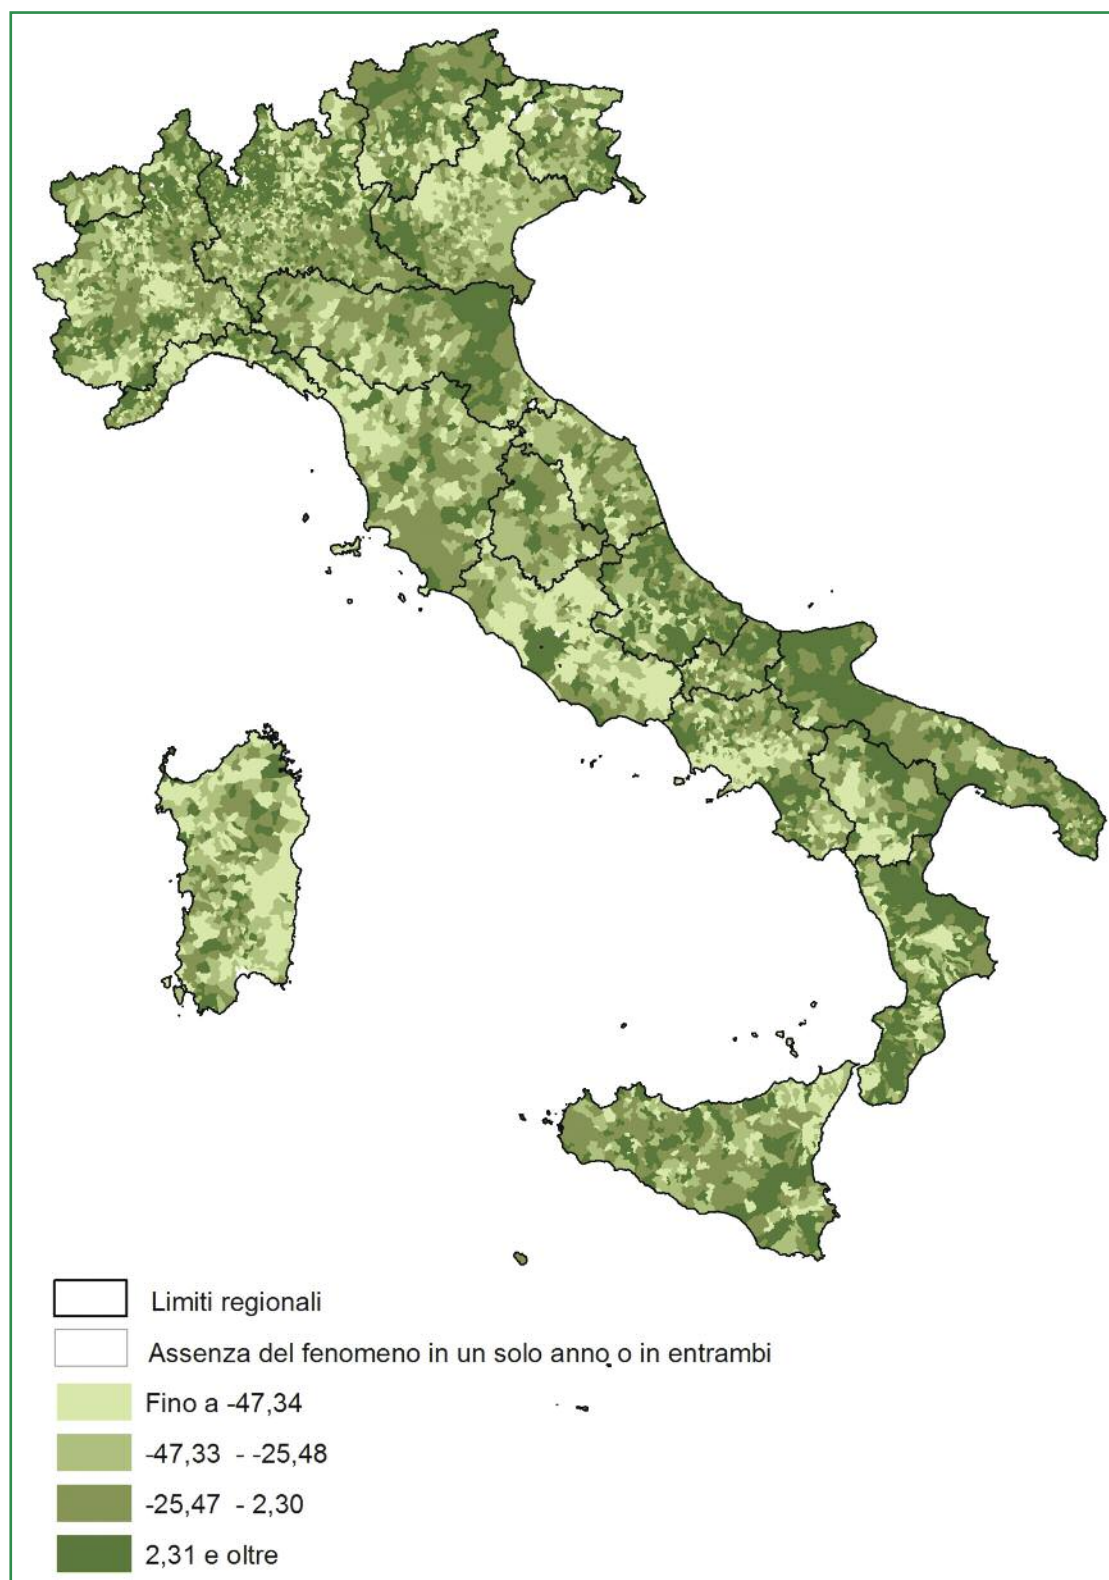 Limiti regionali
Assenza del fenomeno in un solo anno o in entrambi
Fino a -47,34
-47,33 - -25,48
-25,47 - 2,30
2,31 e oltre